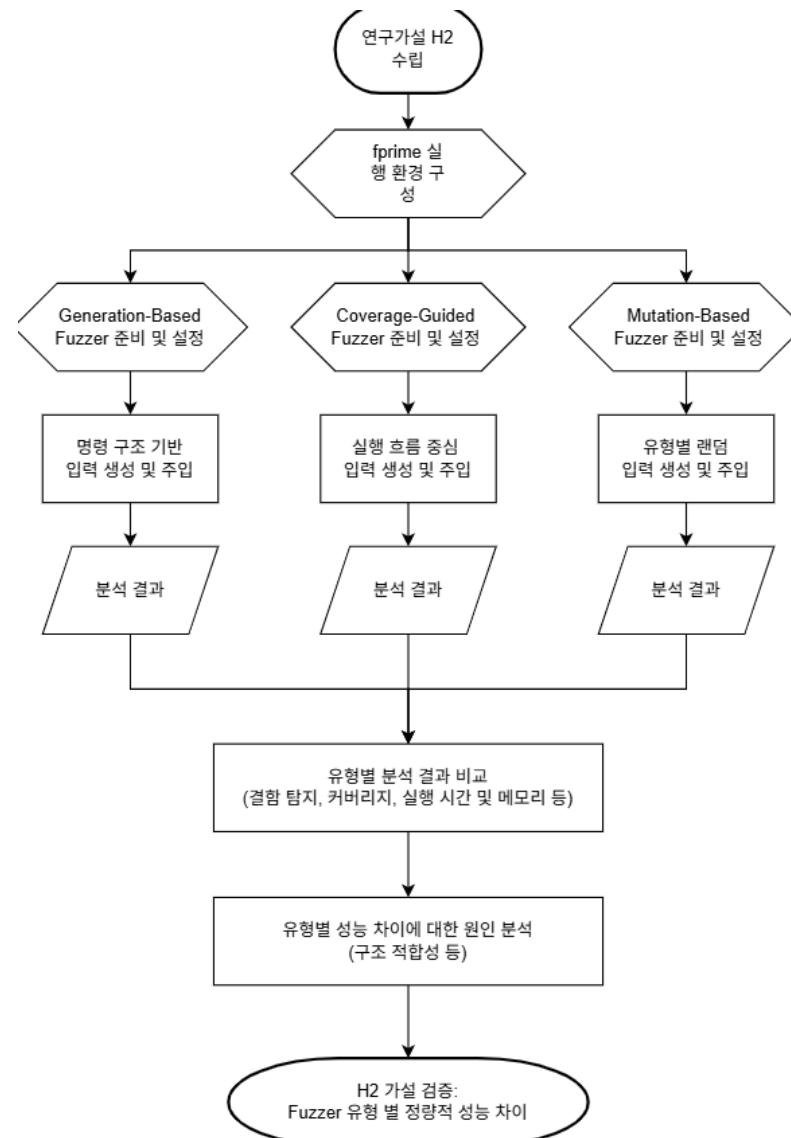 연구가설 H2
수립
fprime 실
행 환경 구
성
Generation-Based
Fuzzer 준비 및 설정
Coverage-Guided
Fuzzer 준비 및 설정
Mutation-Based
Fuzzer 준비 및 설정
명령 구조 기반
입력 생성 및 주입
실행 흐름 중심
입력 생성 및 주입
유형별 랜덤
입력 생성 및 주입
분석 결과
분석 결과
분석 결과
유형별 분석 결과 비교
(결함 탐지, 커버리지, 실행 시간 및 메모리 등)
유형별 성능 차이에 대한 원인 분석
(구조 적합성 등)
H2 가설 검증:
Fuzzer 유형 별 정량적 성능 차이